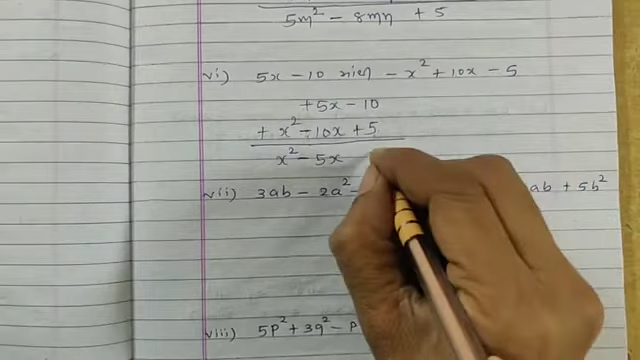 5m² - 8mn + 5
vi) 5x - 10 - x² + 10x - 5
+ 5x - 10
+ x² - 10x + 5
x² - 5x
vii) 3ab - 2a² ab + 5b²
viii) 5p² + 3q² - p